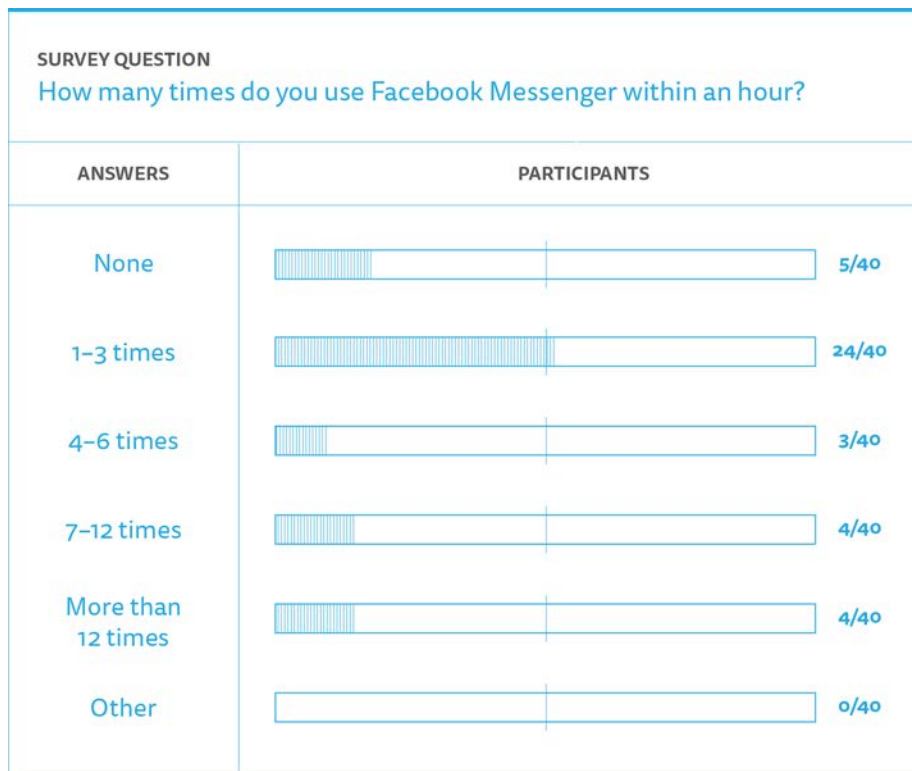 SURVEY QUESTION
How many times do you use Facebook Messenger within an hour?
ANSWERS
PARTICIPANTS
None
5/40
1–3 times
24/40
4–6 times
3/40
7–12 times
4/40
More than
12 times
4/40
Other
0/40